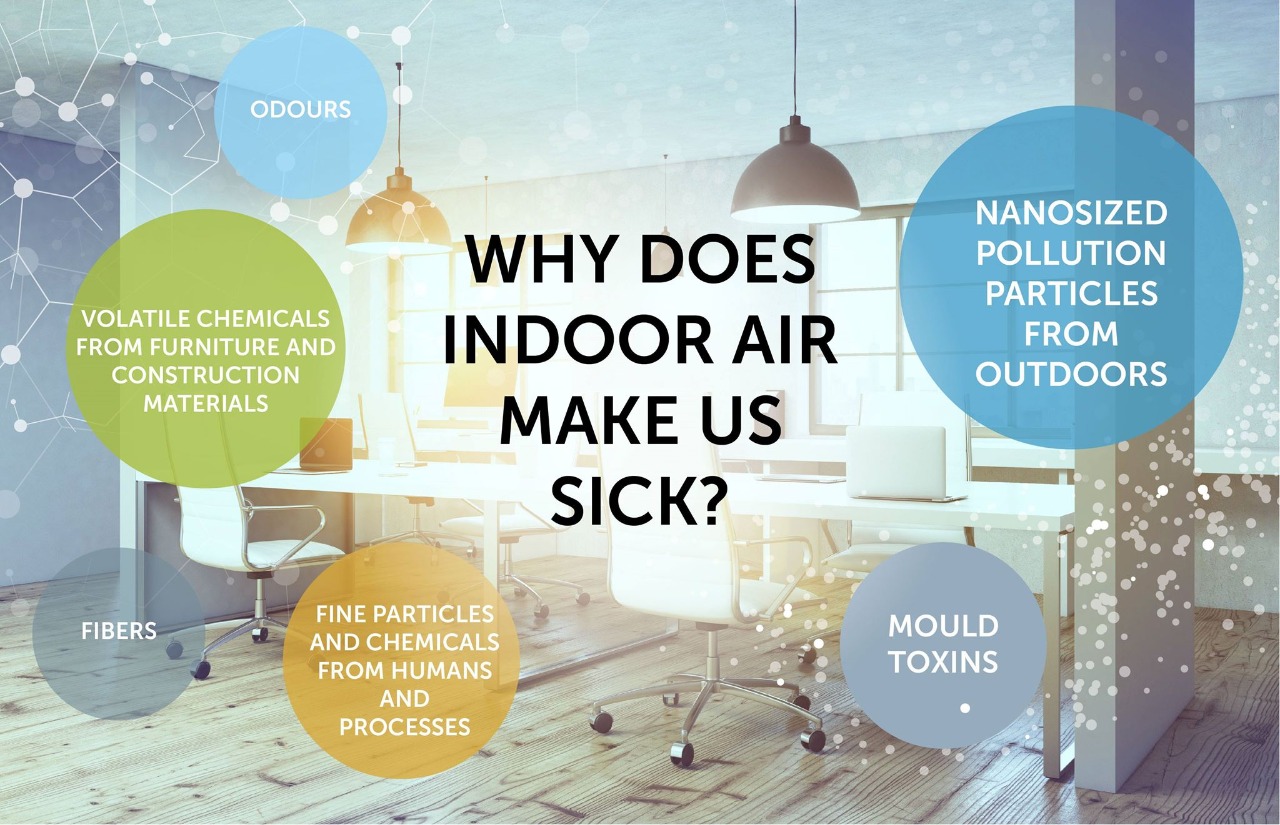 ODOURS
VOLATILE CHEMICALS
FROM FURNITURE AND
CONSTRUCTION
MATERIALS
WHY DOES
INDOOR AIR
MAKE US
SICK?
NANOSIZED
POLLUTION
PARTICLES
FROM
OUTDOORS
FIBERS
FINE PARTICLES
AND CHEMICALS
FROM HUMANS
AND
PROCESSES
MOULD
TOXINS